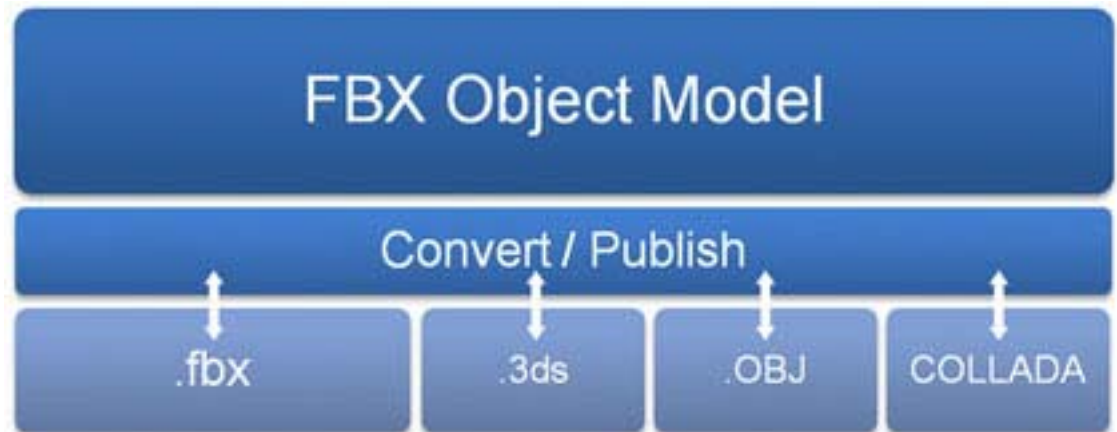 FBX Object Model
Convert / Publish
.fbx
.3ds
.OBJ
COLLADA